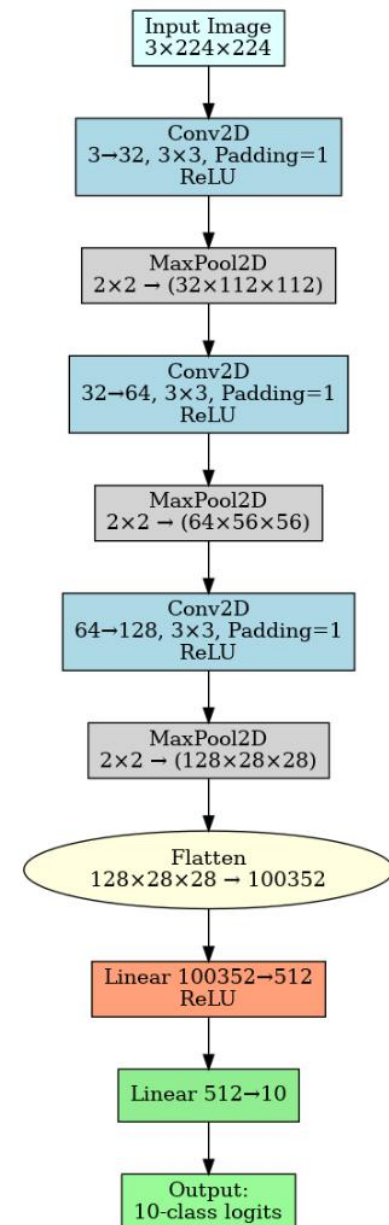 Input Image
3×224×224
Conv2D
3→32, 3×3, Padding=1
ReLU
MaxPool2D
2×2 → (32×112×112)
Conv2D
32→64, 3×3, Padding=1
ReLU
MaxPool2D
2×2 → (64×56×56)
Conv2D
64→128, 3×3, Padding=1
ReLU
MaxPool2D
2×2 → (128×28×28)
Flatten
128×28×28 → 100352
Linear 100352→512
ReLU
Linear 512→10
Output:
10-class logits